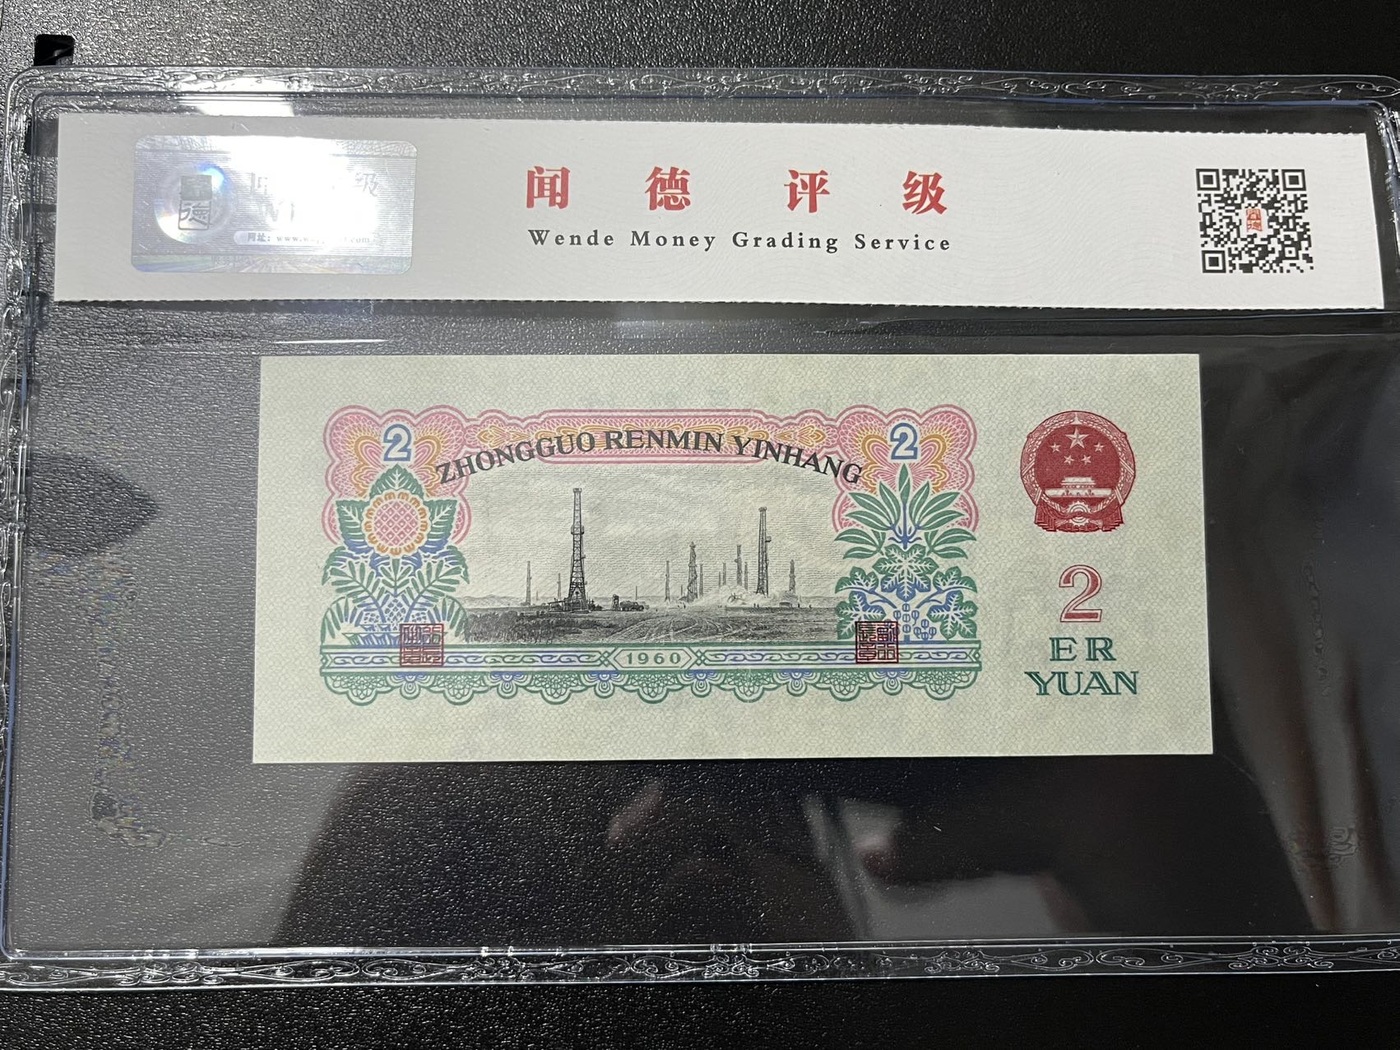 闻德评级
Wende Money Grading Service
2
2
ZHONGGUO RENMIN YINHANG
1960
2
ER
YUAN